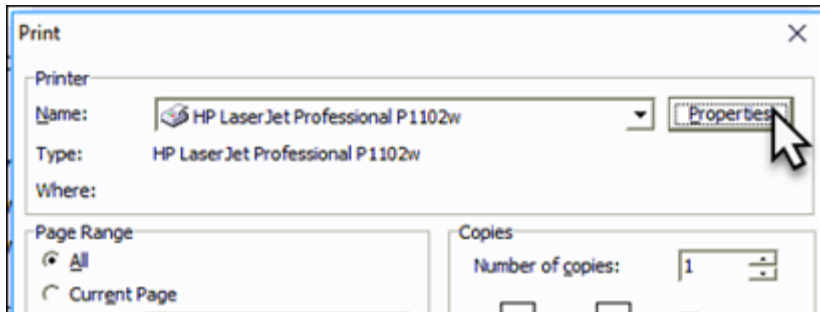 Print
Printer
Name: HP LaserJet Professional P1102w Properties
Type: HP LaserJet Professional P1102w
Where:
Page Range
All
Current Page
Copies
Number of copies: 1